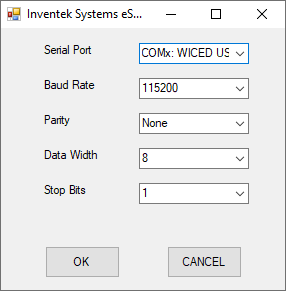 Inventek Systems eS...
Serial Port COMx: WICED US
Baud Rate 115200
Parity None
Data Width 8
Stop Bits 1
OK CANCEL